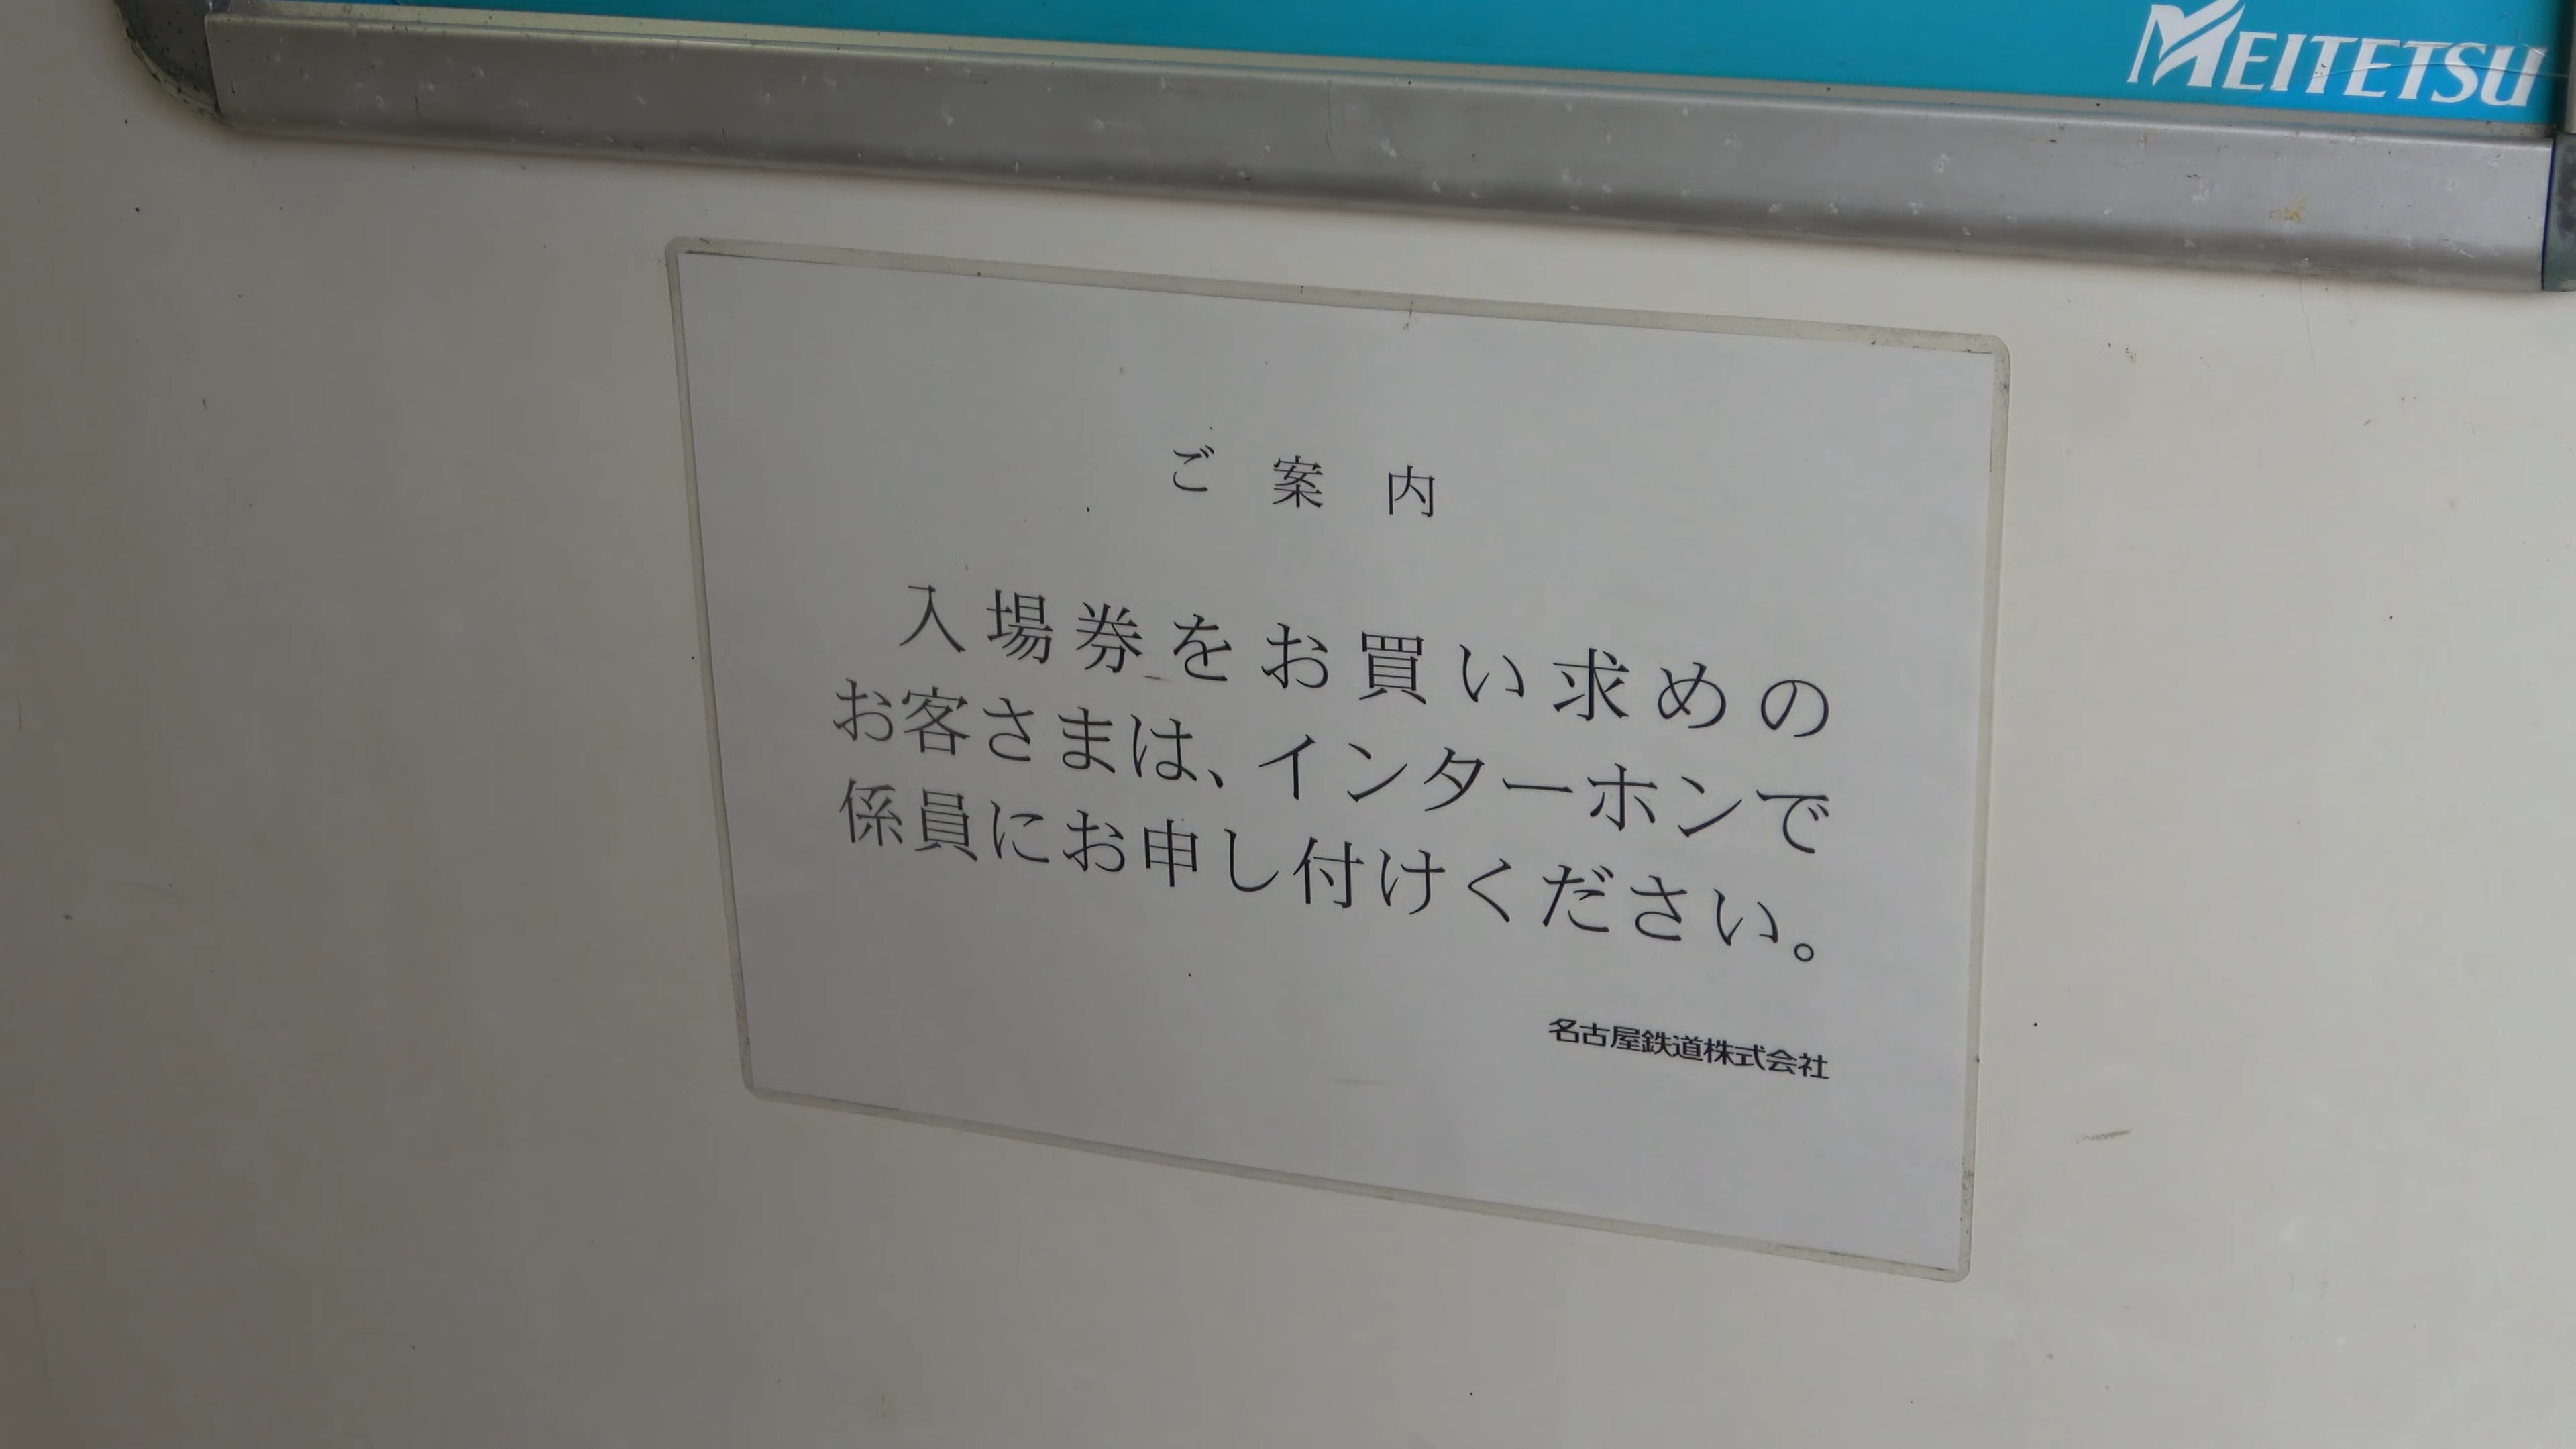 MEITETSU
ご案内
入場券をお買い求めの
お客さまは、インターホンで
係員にお申し付けください。
名古屋鉄道株式会社